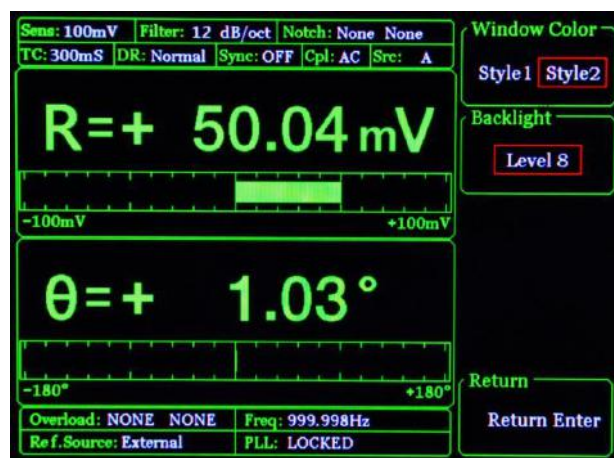 Sens: 100mV Filter: 12 dB/oct Notch: None None
TC: 300mS DR: Normal Sync: OFF Cpl: AC Src: A
R=+ 50.04 mV
-100mV +100mV
θ=+ 1.03°
-180° +180°
Overload: NONE NONE Freq: 999.998Hz
Ref.Source: External PLL: LOCKED
Window Color
Style1 Style2
Backlight
Level 8
Return
Return Enter